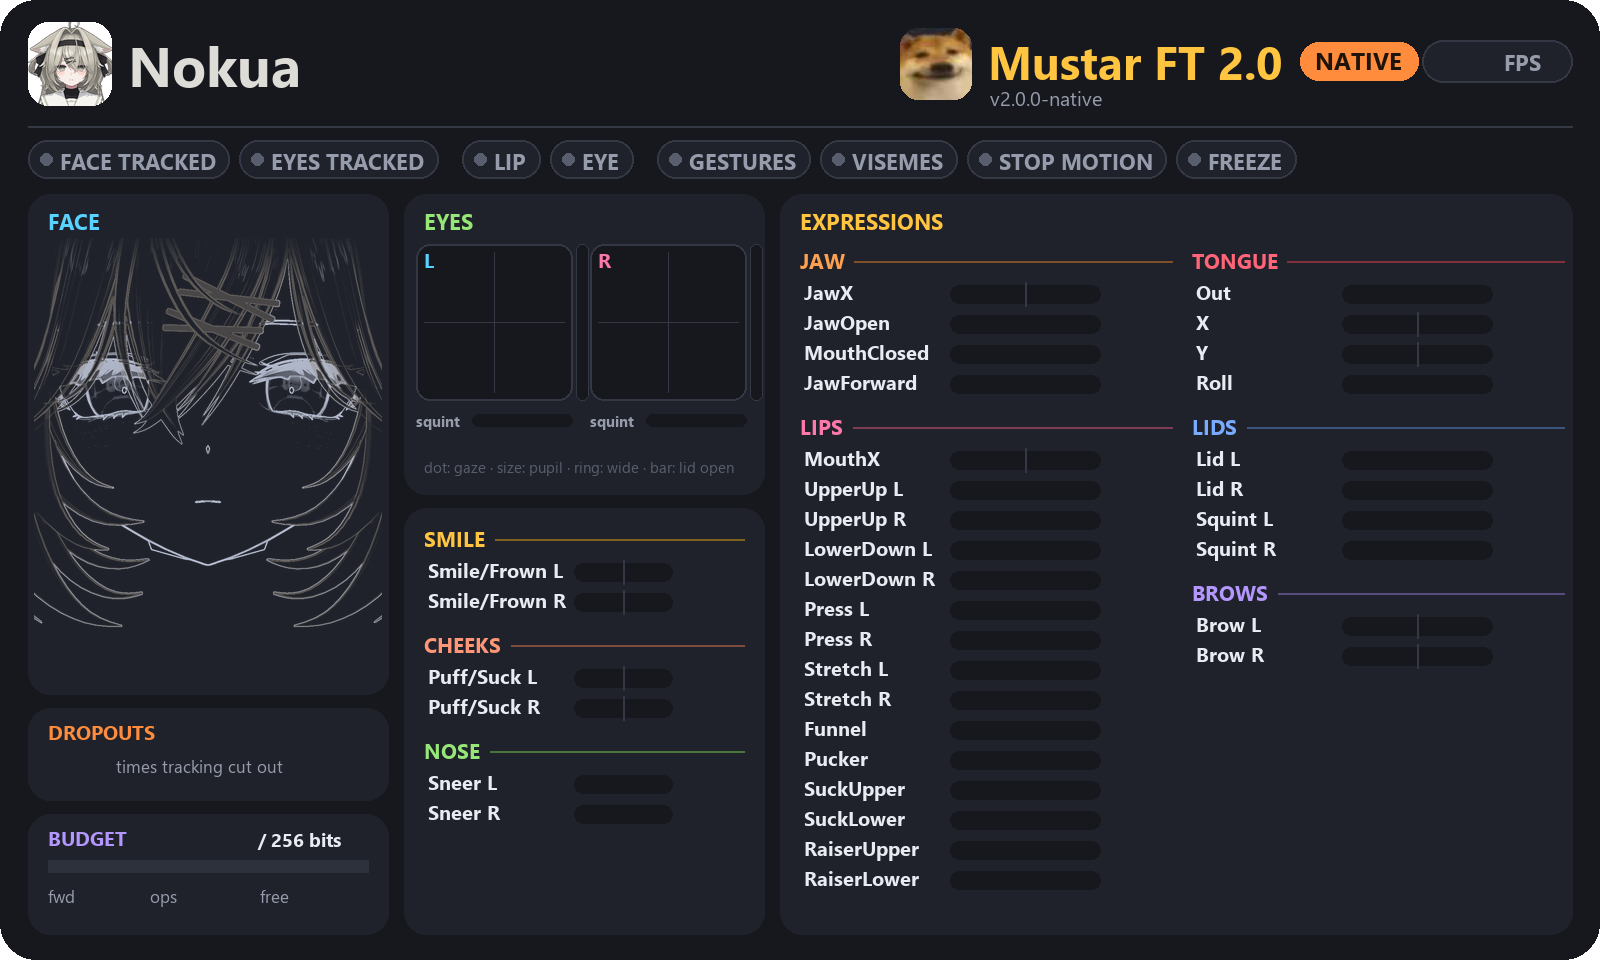 Nokua
Mustar FT 2.0
NATIVE
FPS
v2.0.0-native
FACE TRACKED
EYES TRACKED
LIP
EYE
GESTURES
VISEMES
STOP MOTION
FREEZE
FACE
DROPOUTS
times tracking cut out
BUDGET
/ 256 bits
fwd
ops
free
EYES
L
R
squint
squint
dot: gaze · size: pupil · ring: wide · bar: lid open
SMILE
Smile/Frown L
Smile/Frown R
CHEEKS
Puff/Suck L
Puff/Suck R
NOSE
Sneer L
Sneer R
EXPRESSIONS
JAW
JawX
JawOpen
MouthClosed
JawForward
LIPS
MouthX
UpperUp L
UpperUp R
LowerDown L
LowerDown R
Press L
Press R
Stretch L
Stretch R
Funnel
Pucker
SuckUpper
SuckLower
RaiserUpper
RaiserLower
TONGUE
Out
X
Y
Roll
LIDS
Lid L
Lid R
Squint L
Squint R
BROWS
Brow L
Brow R